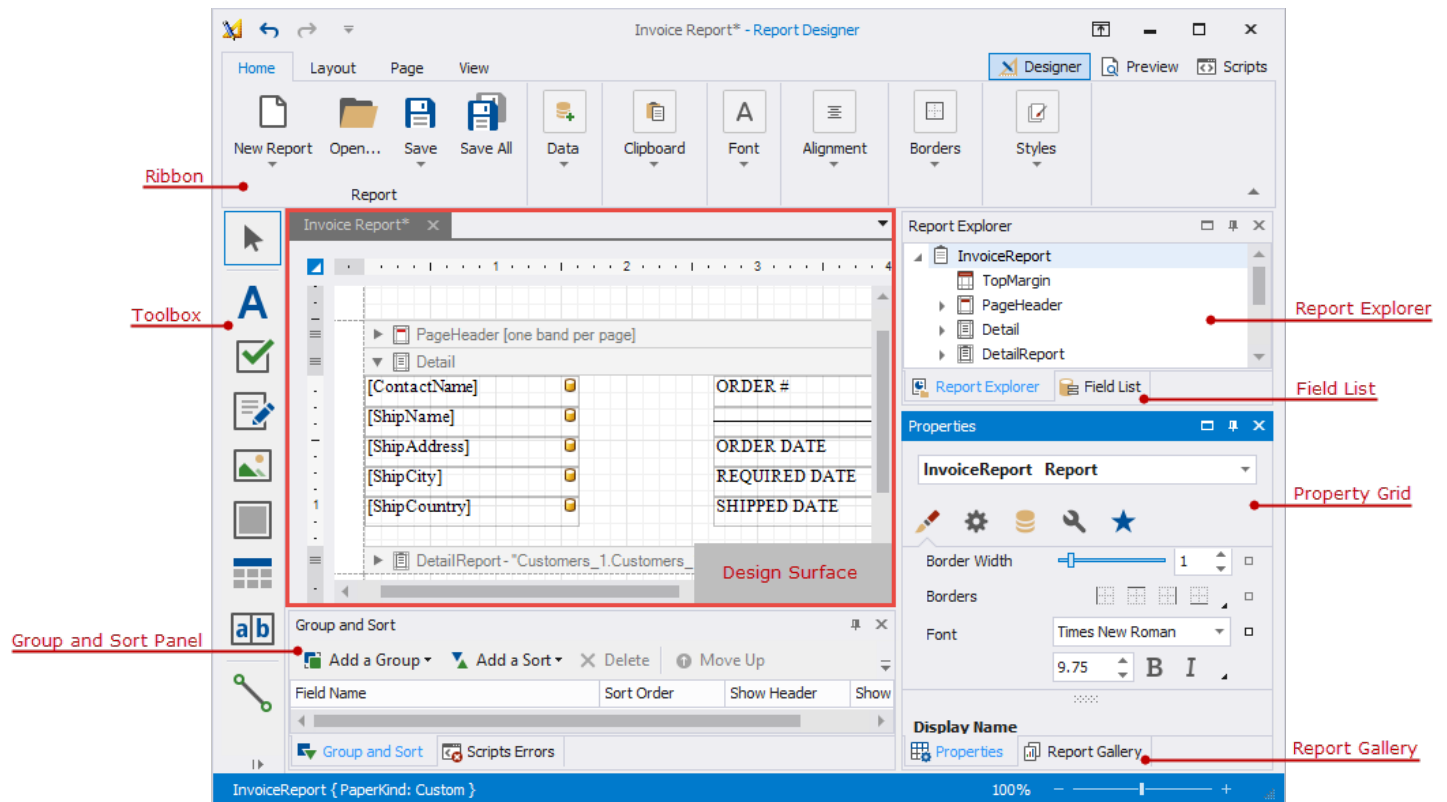 Invoice Report* - Report Designer
Home Layout Page View Designer Preview Scripts
New Report Open... Save Save All Data Clipboard Font Alignment Borders Styles
Report
Ribbon
Toolbox
Group and Sort Panel
Invoice Report*
1 2 3 4
PageHeader [one band per page]
Detail
[ContactName] ORDER #
[ShipName]
[ShipAddress] ORDER DATE
[ShipCity] REQUIRED DATE
1
[ShipCountry] SHIPPED DATE
DetailReport - "Customers_1.Customers_
Design Surface
Group and Sort
Add a Group Add a Sort Delete Move Up
Field Name Sort Order Show Header Show
Group and Sort Scripts Errors
Report Explorer
InvoiceReport
TopMargin
PageHeader
Detail
DetailReport
Report Explorer Field List
Properties
InvoiceReport Report
Border Width 1
Borders
Font Times New Roman
9.75 B I
Display Name
Properties Report Gallery
Report Explorer
Field List
Property Grid
Report Gallery
InvoiceReport { PaperKind: Custom } 100% − +